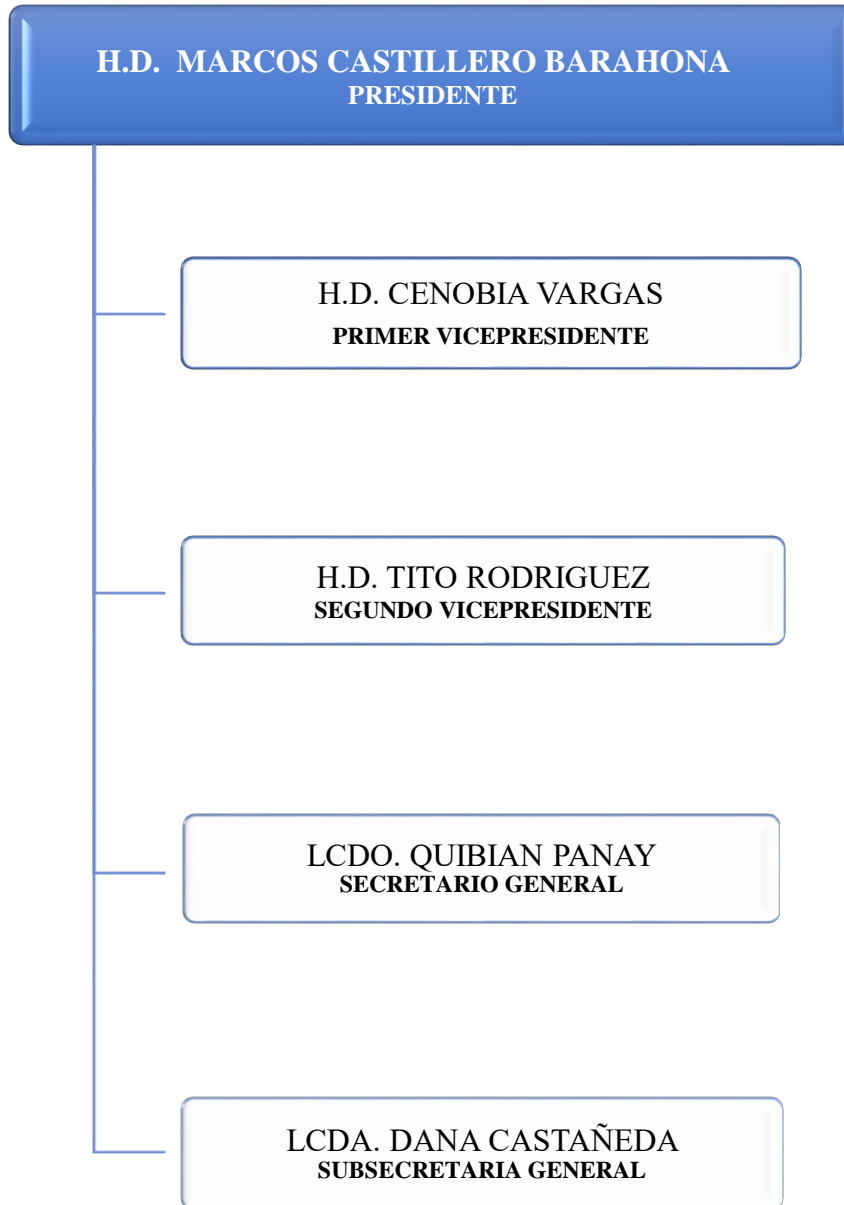 H.D. MARCOS CASTILLERO BARAHONA
PRESIDENTE
H.D. CENOBIA VARGAS
PRIMER VICEPRESIDENTE
H.D. TITO RODRIGUEZ
SEGUNDO VICEPRESIDENTE
LCDO. QUIBIAN PANAY
SECRETARIO GENERAL
LCDA. DANA CASTAÑEDA
SUBSECRETARIA GENERAL